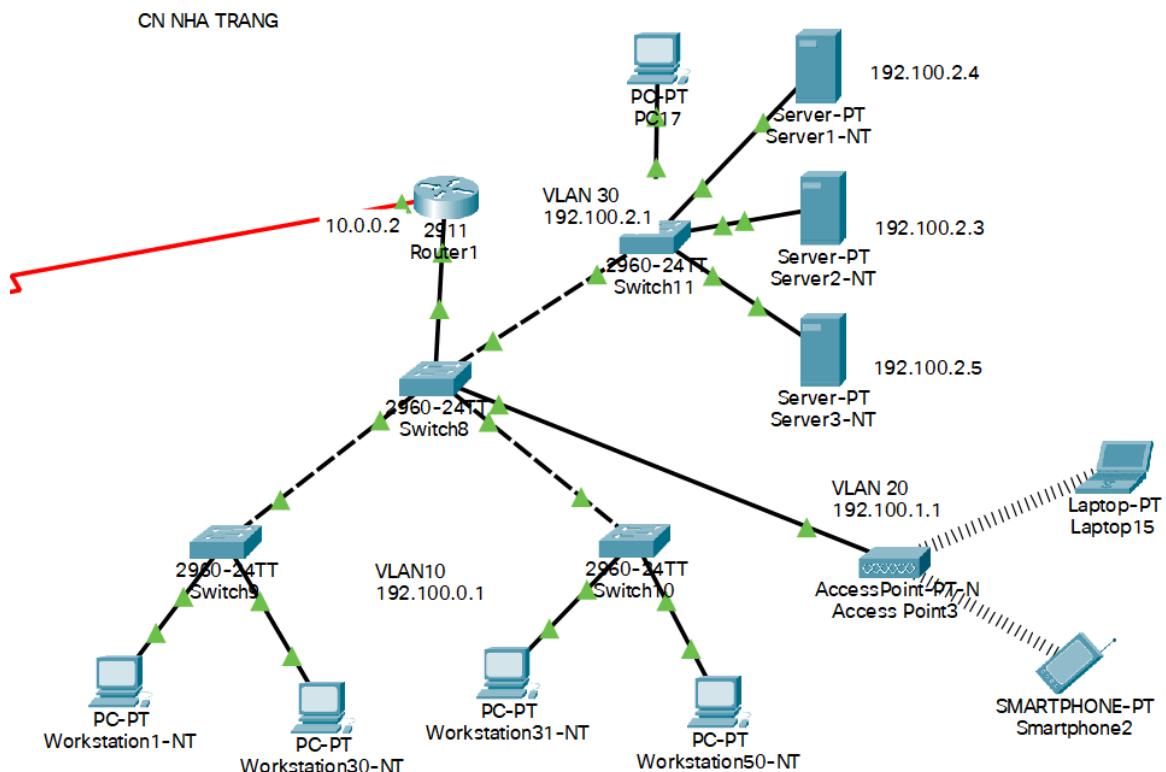 CN NHA TRANG
PC-PT
PC17
192.100.2.4
Server-PT
Server1-NT
VLAN 30
192.100.2.1
10.0.0.2
2911
Router1
192.100.2.3
Server-PT
Server2-NT
2960-24TT
Switch11
192.100.2.5
Server-PT
Server3-NT
2960-24TT
Switch8
VLAN 20
192.100.1.1
Laptop-PT
Laptop15
2960-24TT
Switch9
VLAN10
192.100.0.1
2960-24TT
Switch10
AccessPoint-PT-N
Access Point3
SMARTPHONE-PT
Smartphone2
PC-PT
Workstation1-NT
PC-PT
Workstation30-NT
PC-PT
Workstation31-NT
PC-PT
Workstation50-NT